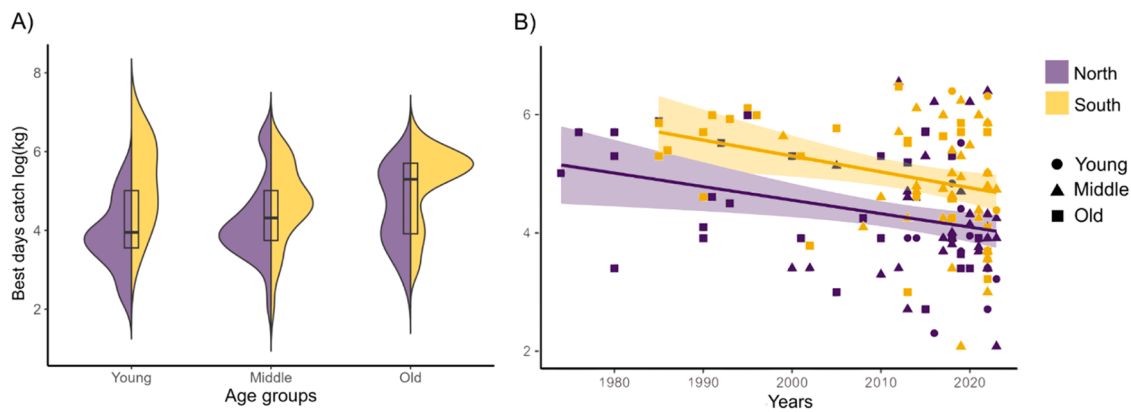 A)
Best days catch log(kg)
8
6
4
2
Young
Middle
Old
Age groups
B)
6
4
2
1980
1990
2000
2010
2020
Years
North
South
Young
Middle
Old